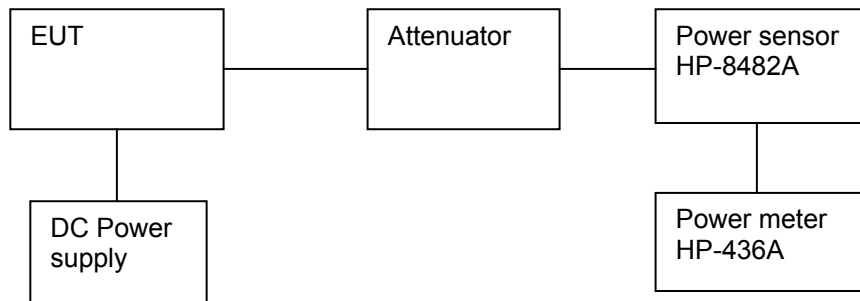 EUT
Attenuator
Power sensor
HP-8482A
DC Power
supply
Power meter
HP-436A